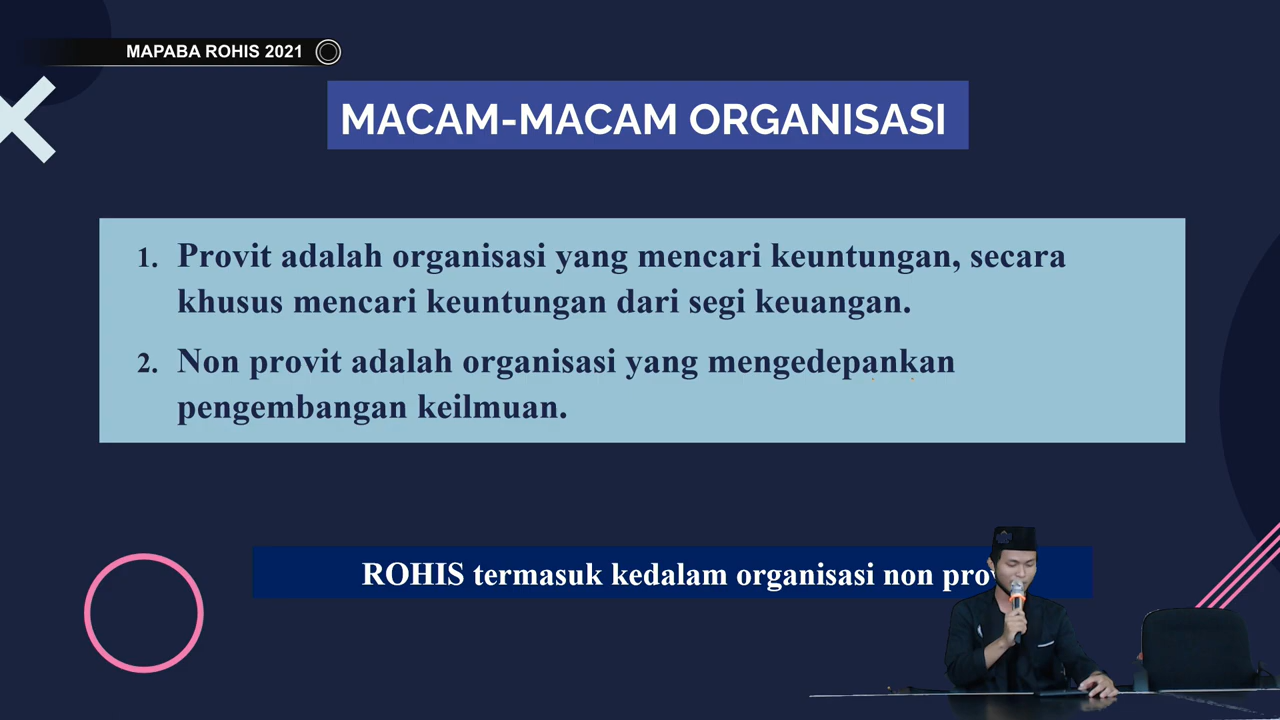 MAPABA ROHIS 2021
MACAM-MACAM ORGANISASI
1. Provit adalah organisasi yang mencari keuntungan, secara
khusus mencari keuntungan dari segi keuangan.
2. Non provit adalah organisasi yang mengedepankan
pengembangan keilmuan.
ROHIS termasuk kedalam organisasi non